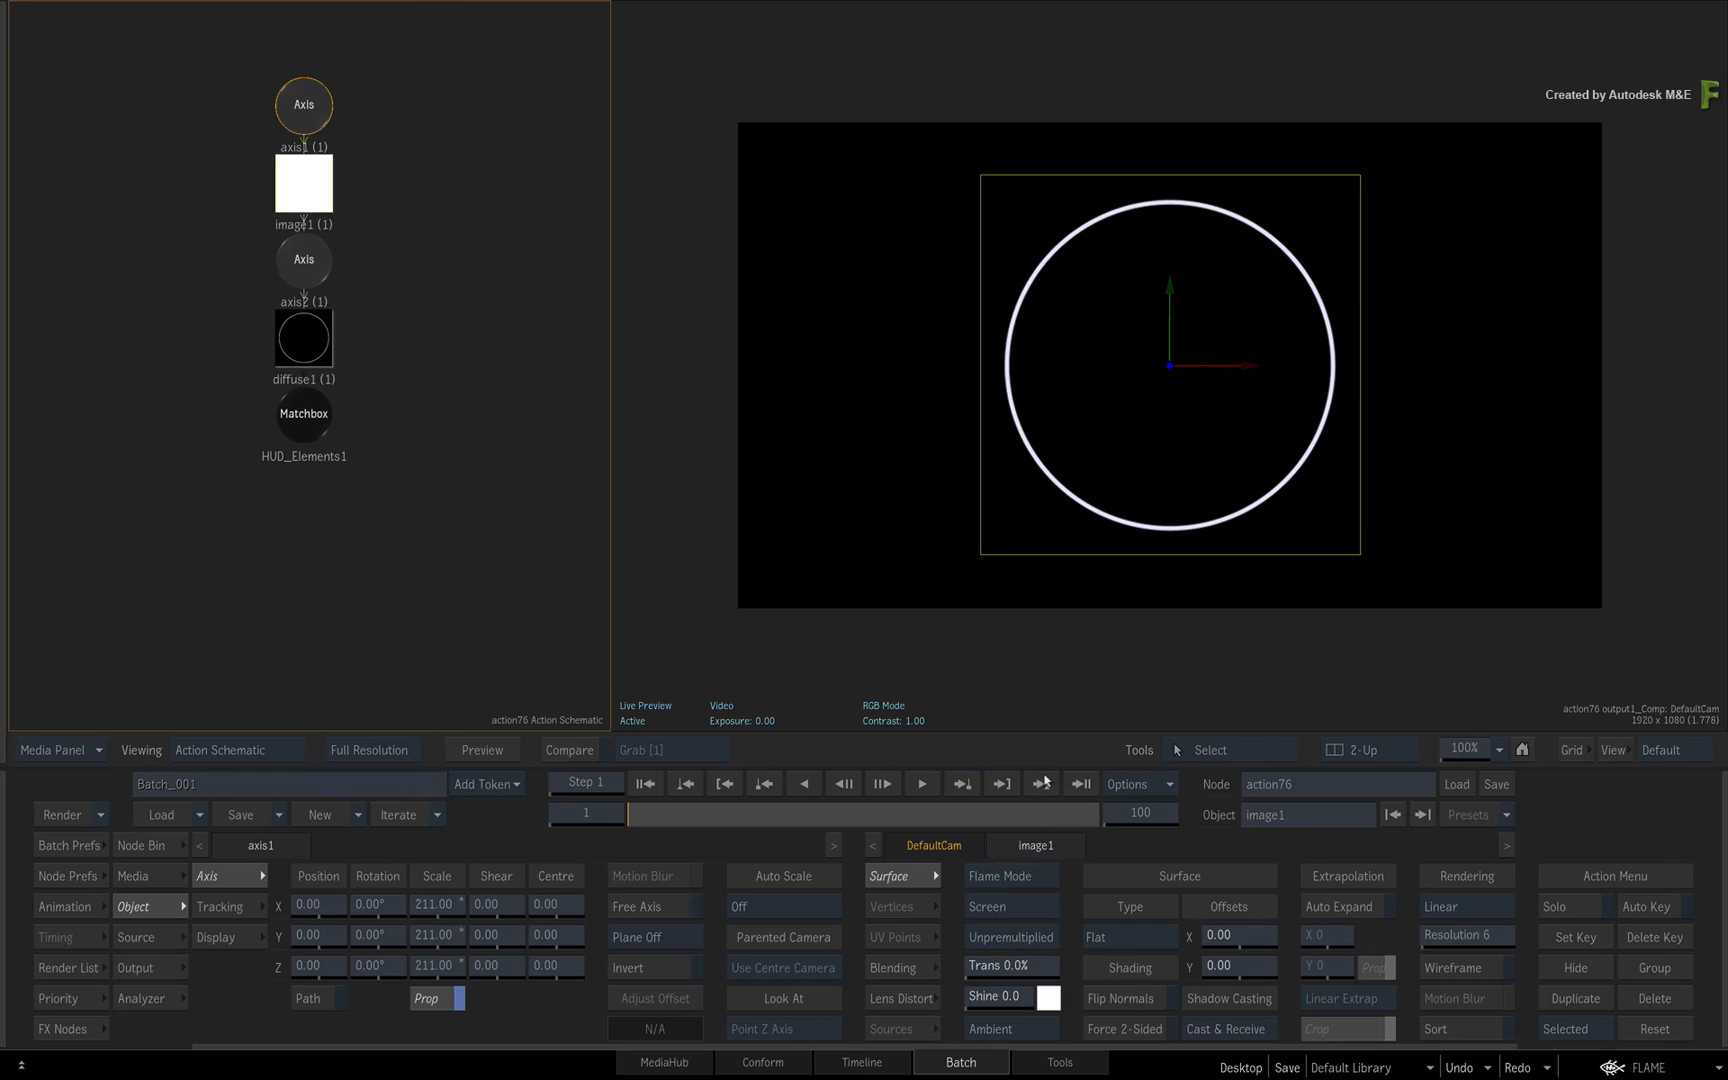 Axis
axis1 (1)
image1 (1)
Axis
axis2 (1)
diffuse1 (1)
Matchbox
HUD_Elements1
Created by Autodesk M&E
Live Preview Video RGB Mode
Active Exposure: 0.00 Contrast: 1.00
action76 Action Schematic
action76 output1_Comp: DefaultCam
1920 x 1080 (1.778)
Media Panel Viewing Action Schematic Full Resolution Preview Compare Grab [1] Tools Select 2-Up 100% Grid View Default
Batch_001 Add Token Step 1 Options Node action76 Load Save
Render Load Save New Iterate 1 100 Object image1 Presets
Batch Prefs Node Bin < axis1 > < DefaultCam image1 >
Node Prefs Media Axis Position Rotation Scale Shear Centre Motion Blur Auto Scale Surface Flame Mode Surface Extrapolation Rendering Action Menu
Animation Object Tracking X 0.00 0.00° 211.00 * 0.00 0.00 Free Axis Off Vertices Screen Type Offsets Auto Expand Linear Solo Auto Key
Timing Source Display Y 0.00 0.00° 211.00 * 0.00 0.00 Plane Off Parented Camera UV Points Unpremultiplied Flat X 0.00 X 0 Resolution 6 Set Key Delete Key
Render List Output Z 0.00 0.00° 211.00 * 0.00 0.00 Invert Use Centre Camera Blending Trans 0.0% Shading Y 0.00 Y 0 Prop Wireframe Hide Group
Priority Analyzer Path Prop Adjust Offset Look At Lens Distort Shine 0.0 Flip Normals Shadow Casting Linear Extrap Motion Blur Duplicate Delete
FX Nodes N/A Point Z Axis Sources Ambient Force 2-Sided Cast & Receive Crop Sort Selected Reset
MediaHub Conform Timeline Batch Tools Desktop Save Default Library Undo Redo FLAME